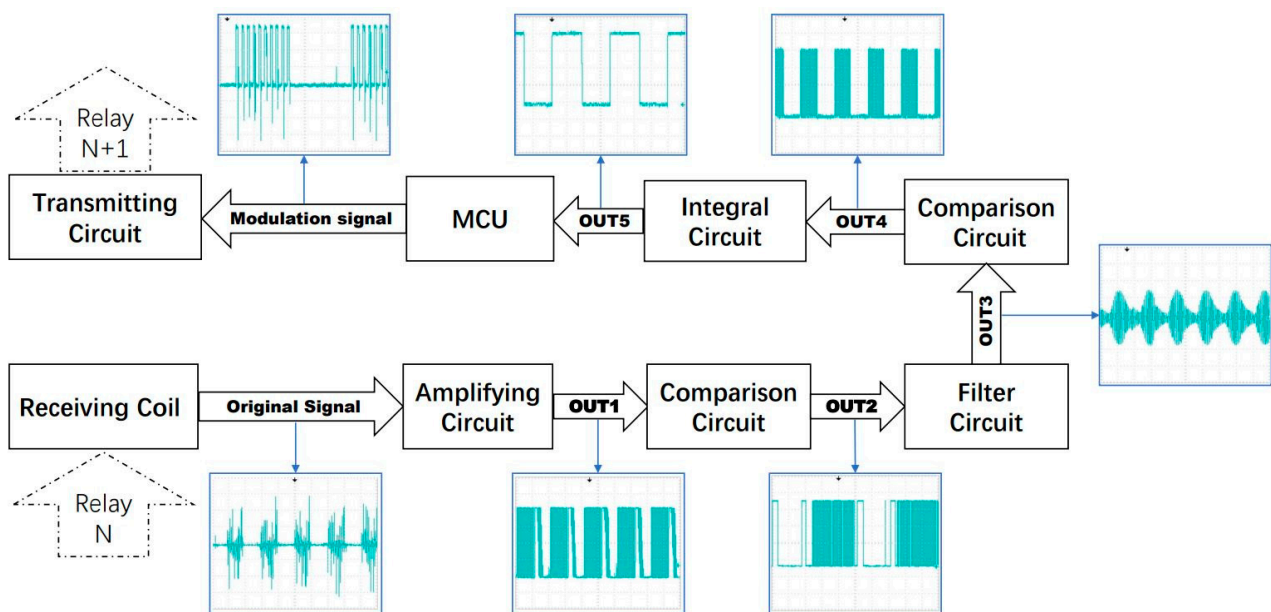 Relay
N+1
Transmitting
Circuit
Modulation signal
MCU
OUT5
Integral
Circuit
OUT4
Comparison
Circuit
OUT3
Receiving Coil
Original Signal
Amplifying
Circuit
OUT1
Comparison
Circuit
OUT2
Filter
Circuit
Relay
N